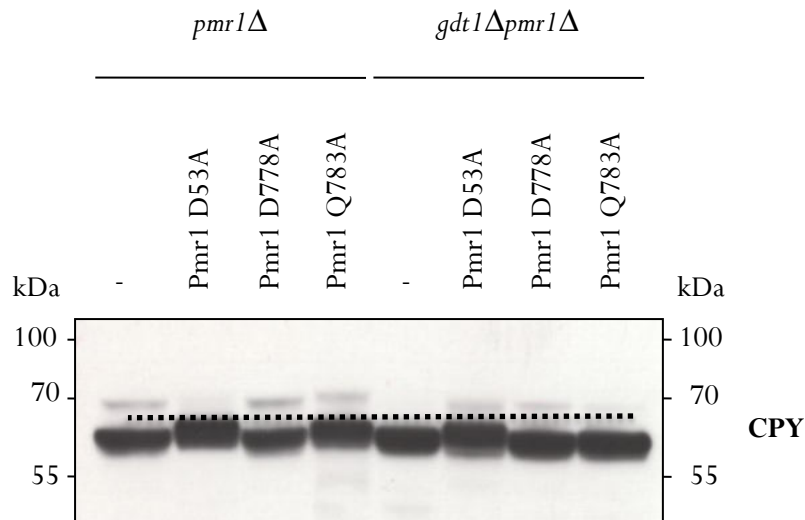 pmr1Δ gdt1Δpmr1Δ
- Pmr1 D53A Pmr1 D778A Pmr1 Q783A - Pmr1 D53A Pmr1 D778A Pmr1 Q783A
kDa kDa
100 100
70 70
CPY
55 55